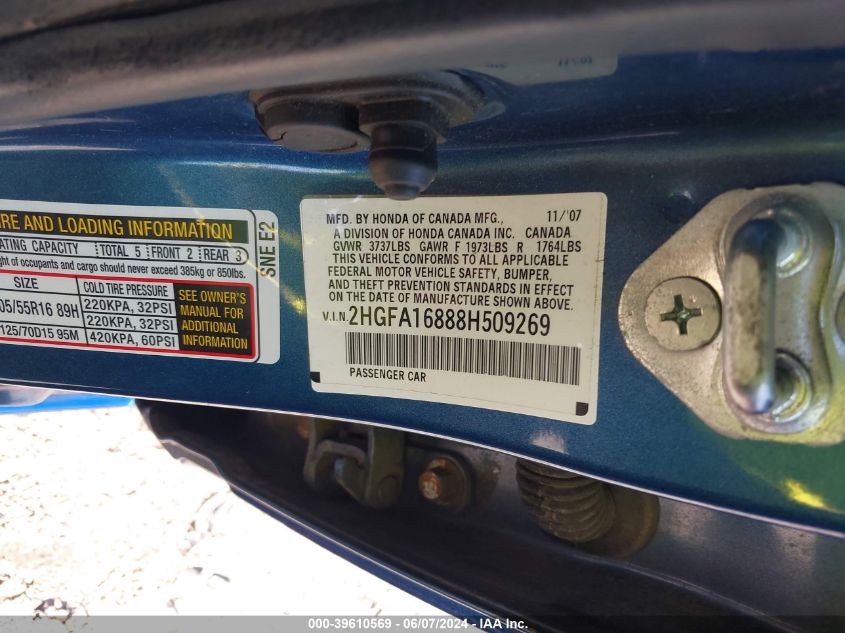 11/'07
IRE AND LOADING INFORMATION
ATING CAPACITY TOTAL 5 FRONT 2 REAR 3
ght of occupants and cargo should never exceed 385kg or 850lbs.
SIZE COLD TIRE PRESSURE
05/55R16 89H 220KPA, 32PSI
220KPA, 32PSI
125/70D15 95M 420KPA, 60PSI
SEE OWNER'S
MANUAL FOR
ADDITIONAL
INFORMATION
SNE E2
MFD. BY HONDA OF CANADA MFG., 11/'07
A DIVISION OF HONDA CANADA INC. CANADA
GVWR 3737LBS GAWR F 1973LBS R 1764LBS
THIS VEHICLE CONFORMS TO ALL APPLICABLE
FEDERAL MOTOR VEHICLE SAFETY, BUMPER,
AND THEFT PREVENTION STANDARDS IN EFFECT
ON THE DATE OF MANUFACTURE SHOWN ABOVE.
V.I.N. 2HGFA16888H509269
PASSENGER CAR
000-39610569 - 06/07/2024 - IAA Inc.